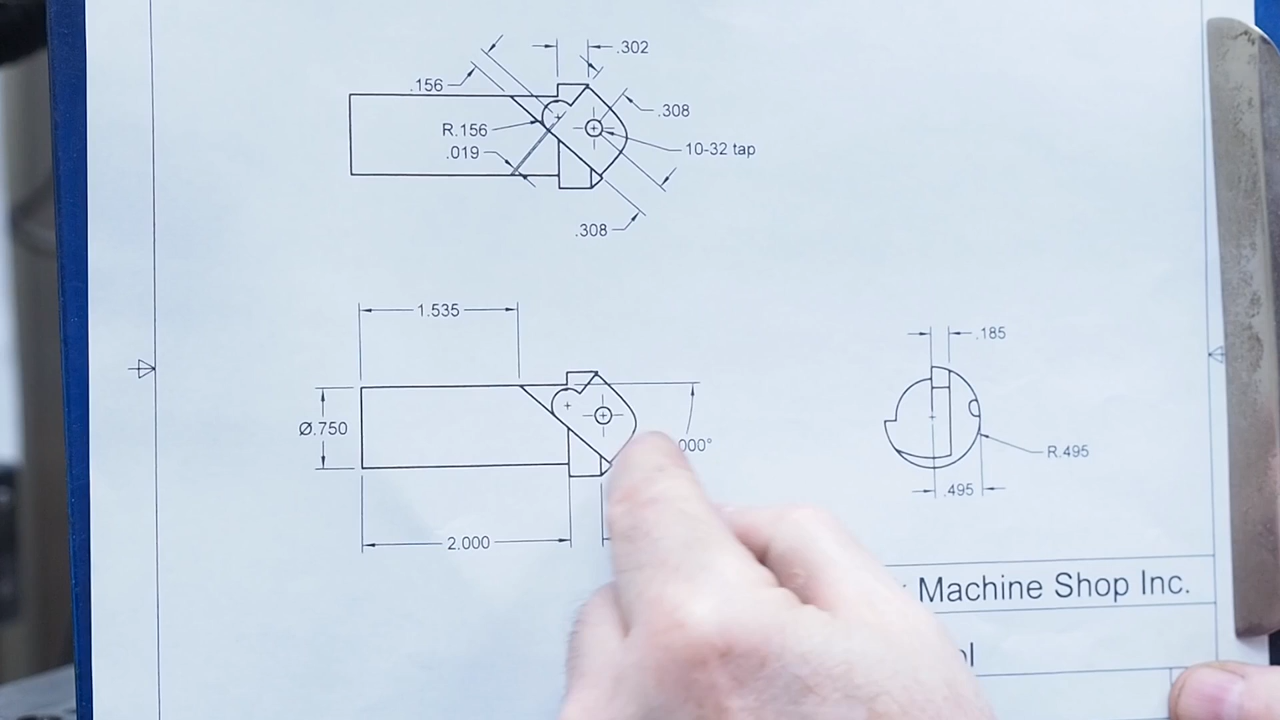 .302
.156
.308
R.156
10-32 tap
.019
.308
1.535
.185
Ø.750
000°
R.495
.495
2.000
Machine Shop Inc.